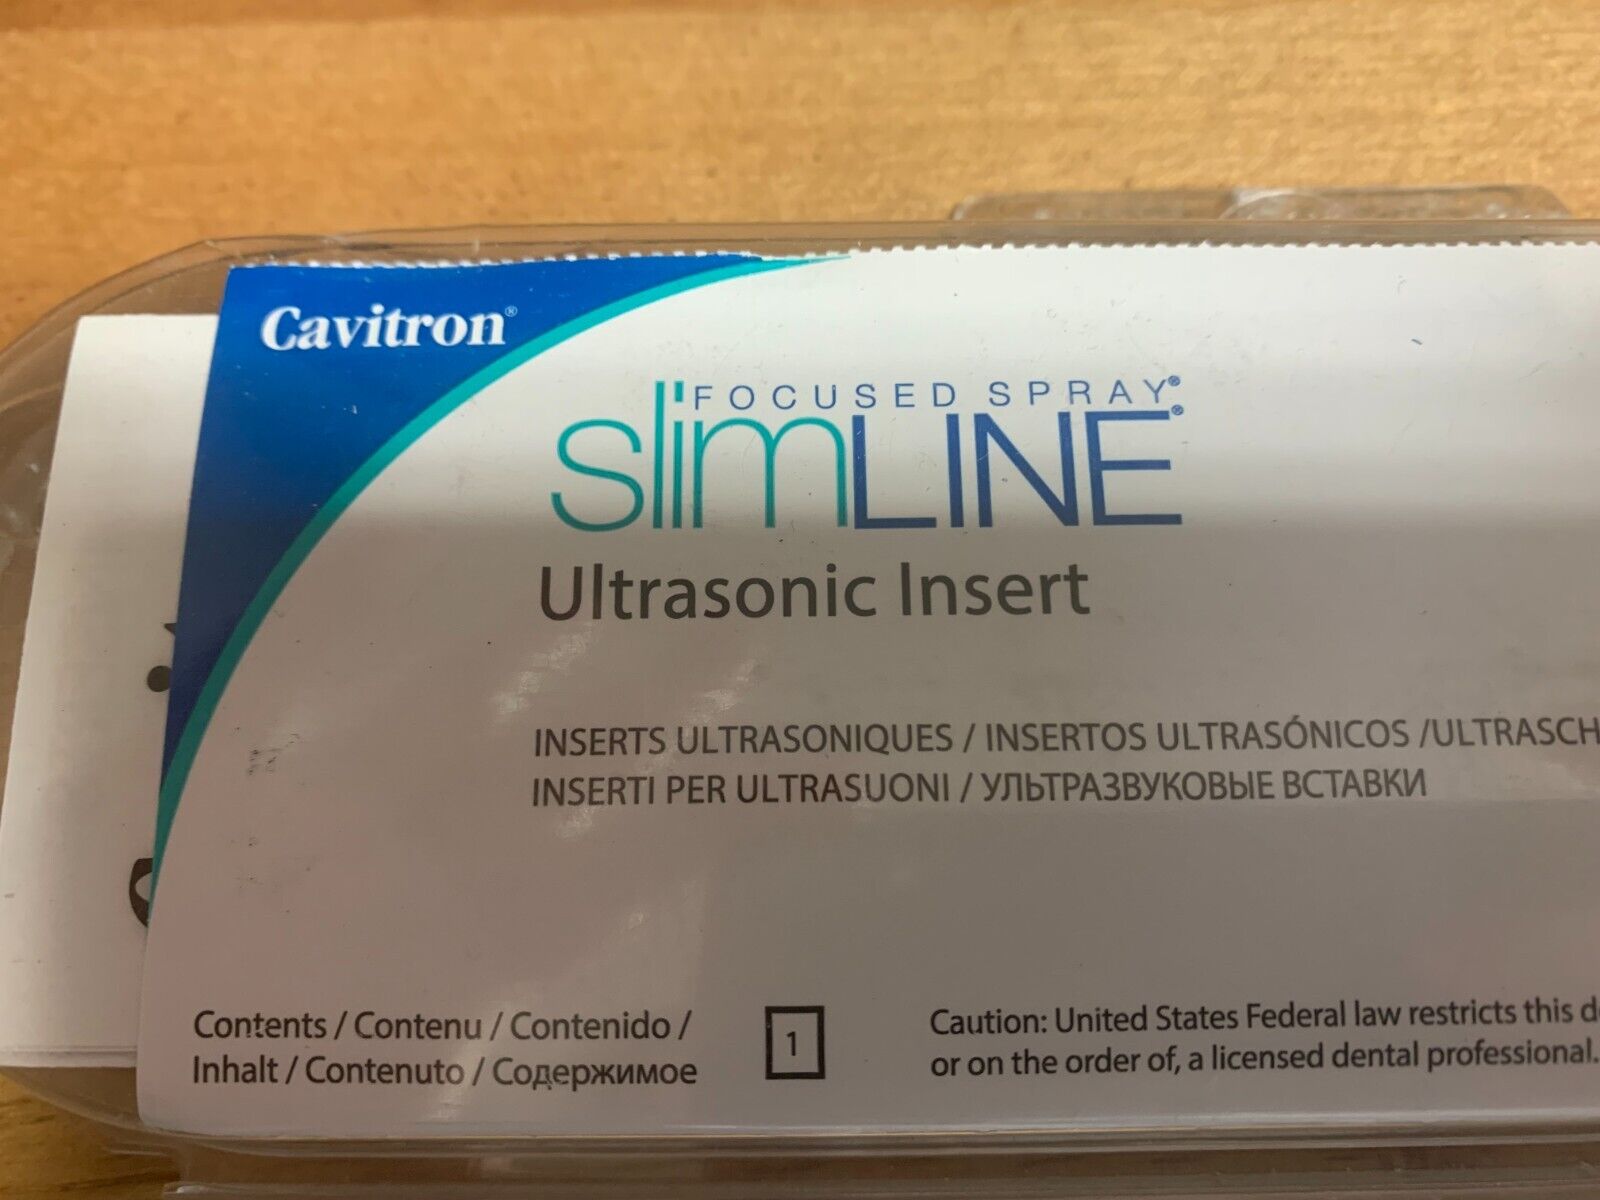 Cavitron®
FOCUSED SPRAY®
slimLINE®
Ultrasonic Insert
INSERTS ULTRASONIQUES / INSERTOS ULTRASÓNICOS /ULTRASCH
INSERTI PER ULTRASUONI / УЛЬТРАЗВУКОВЫЕ ВСТАВКИ
Contents / Contenu / Contenido /
Inhalt / Contenuto / Содержимое
1
Caution: United States Federal law restricts this d
or on the order of, a licensed dental professional.